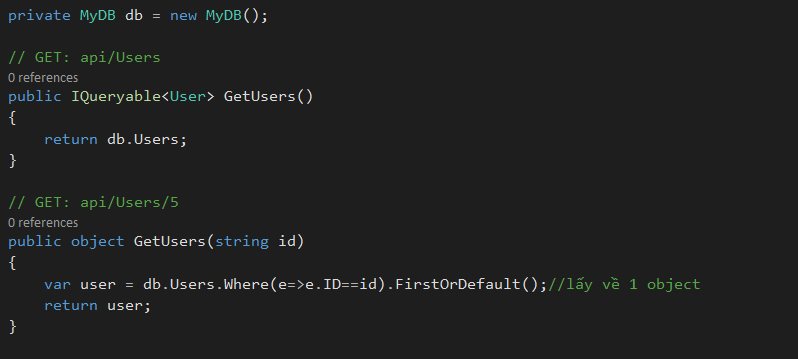 private MyDB db = new MyDB();
// GET: api/Users
0 references
public IQueryable<User> GetUsers()
{
    return db.Users;
}
// GET: api/Users/5
0 references
public object GetUsers(string id)
{
    var user = db.Users.Where(e=>e.ID==id).FirstOrDefault();//lấy về 1 object
    return user;
}